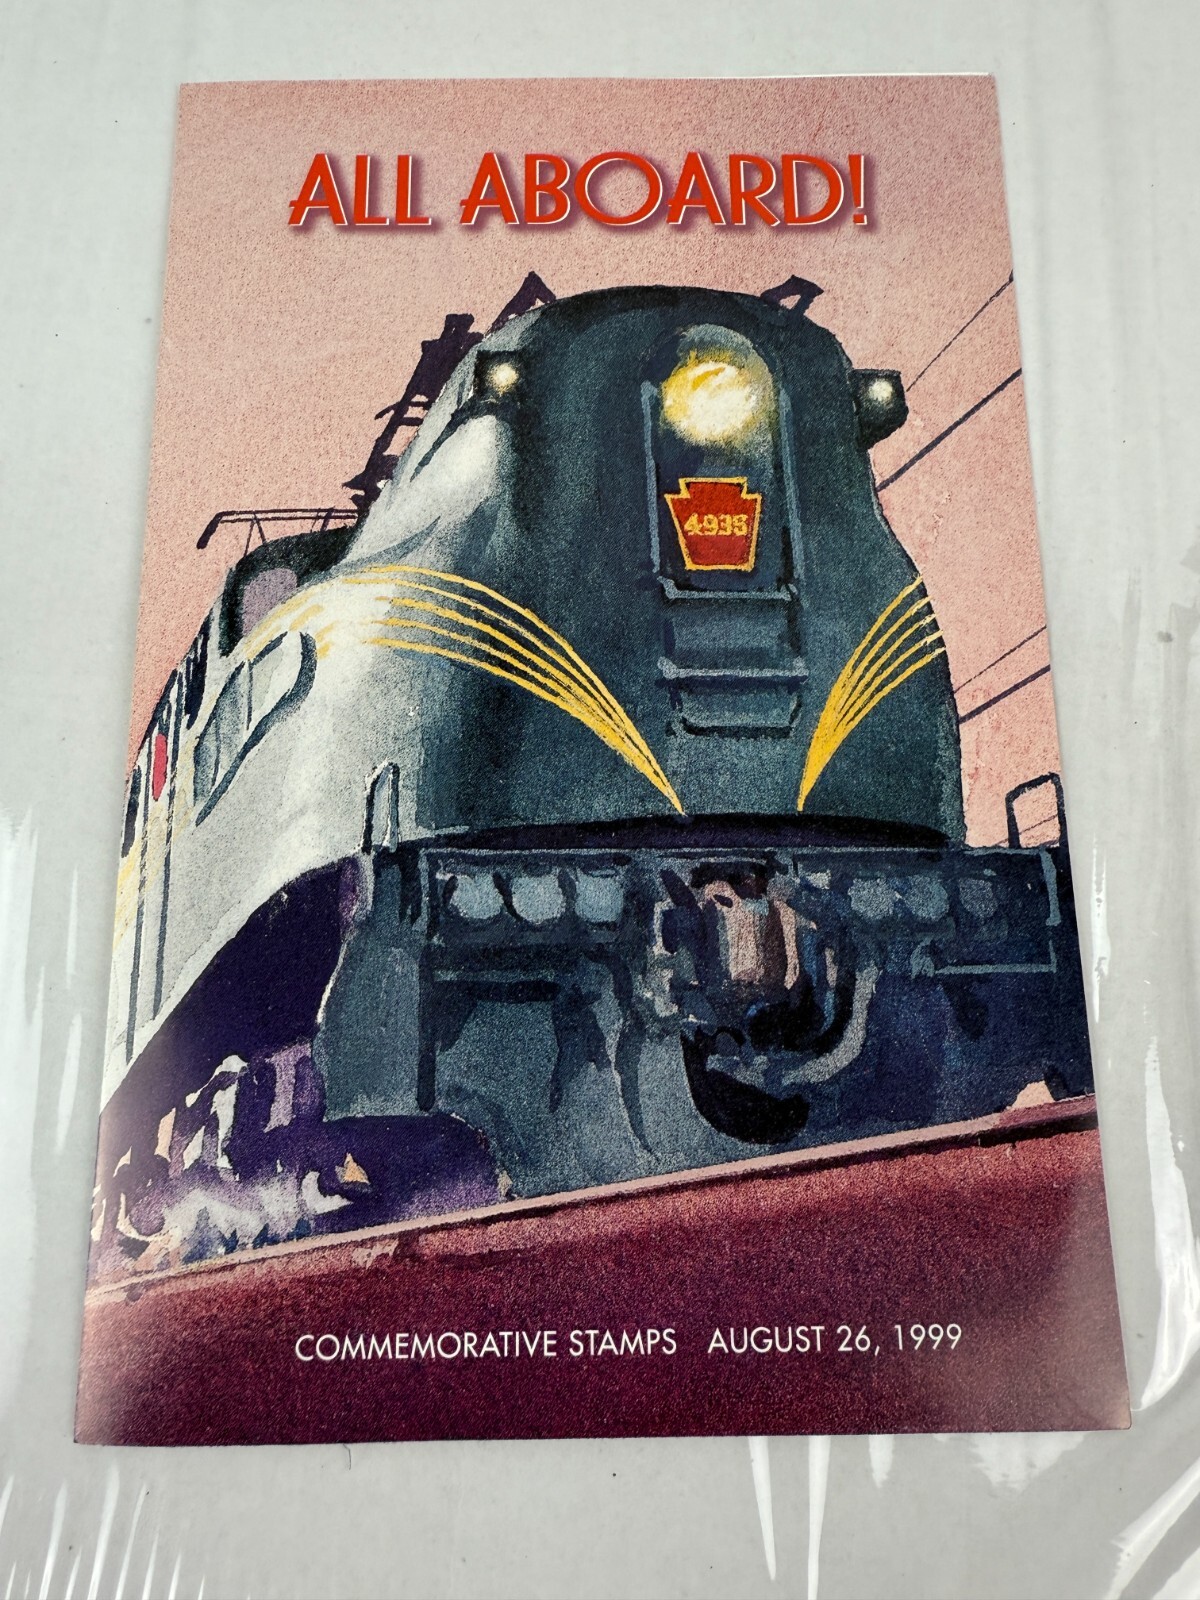 ALL ABOARD!
4935
COMMEMORATIVE STAMPS AUGUST 26, 1999